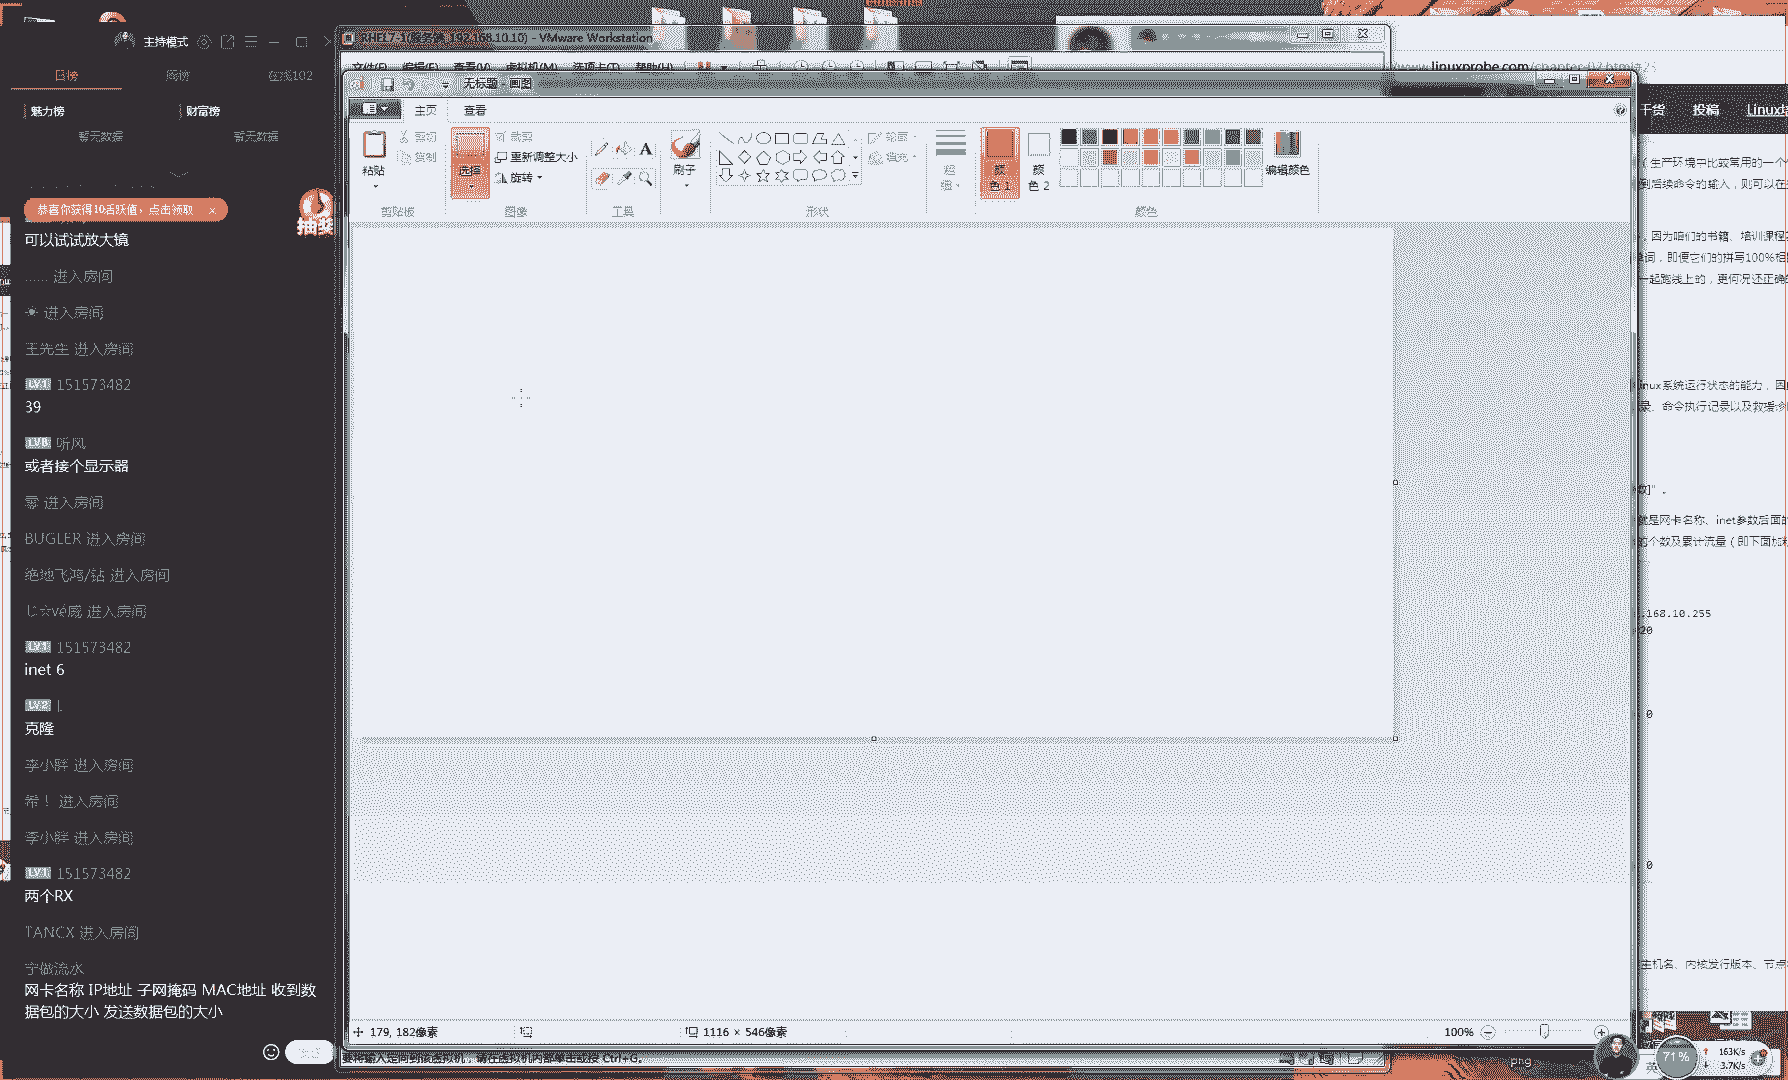 主持模式
周榜
在线102
魅力榜
财富榜
暂无数据
暂无数据
恭喜你获得10活跃值，点击领取 ×
抽奖
可以试试放大镜
...... 进入房间
☀ 进入房间
王先生 进入房间
LV.1 151573482
39
听风
或者接个显示器
零 进入房间
BUGLER 进入房间
绝地飞鸿/钻 进入房间
进入房间
LV.1 151573482
inet 6
LV.2 L
克隆
李小胖 进入房间
希！ 进入房间
李小胖 进入房间
LV.1 151573482
两个RX
TANCX 进入房间
宁做流水
网卡名称 IP地址 子网掩码 MAC地址 收到数
据包的大小 发送数据包的大小
192.168.10.10) - VMware Workstation
文件(F) 编辑(E) 查看(V) 虚拟机(M) 选项卡(T) 帮助(H)
无标题 - 画图
主页
查看
粘贴
剪切
复制
选择
裁剪
重新调整大小
旋转
A
刷子
轮廓
填充
粗细
颜色 1
颜色 2
编辑颜色
剪贴板
图像
工具
形状
颜色
179, 182像素
1116 × 546像素
100%
要将输入定向到该虚拟机，请在虚拟机内部单击或按 Ctrl+G。
www.linuxprobe.com/chapter-02.html#25
干货
投稿
（生产环境中比较常用的一个
到后续命令的输入，则可以在
，因为咱们的书籍、培训课程
单词，即便它们的拼写100%相
一起跑线上的，更何况还正确
inux系统运行状态的能力，因
录、命令执行记录以及救援诊
数]"。
就是网卡名称、inet参数后面的
的个数及累计流量（即下面加粗
.168.10.255
20
0
0
主机名、内核发行版本、节点
png
71%
163K/s
3.7K/s
英